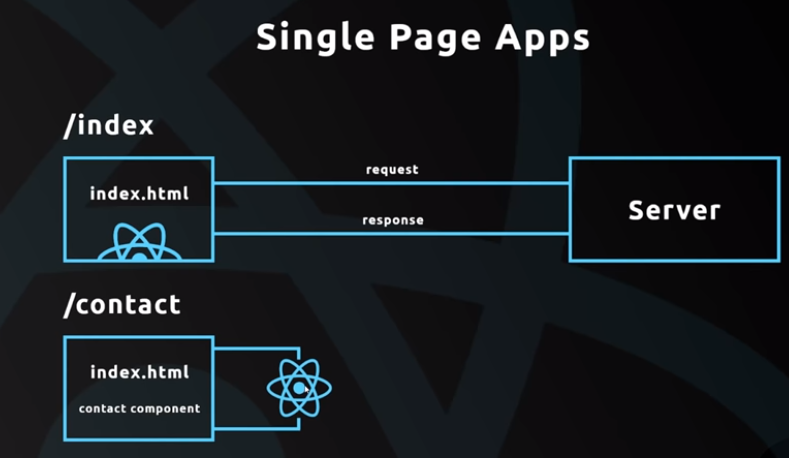 Single Page Apps
/index
index.html
request
response
Server
/contact
index.html
contact component